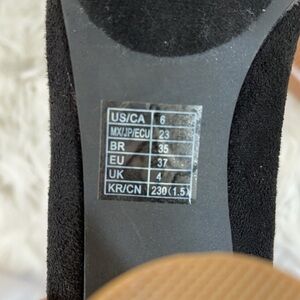 US/CA 6
MX/JP/ECU 23
BR 35
EU 37
UK 4
KR/CN 230(1.5)